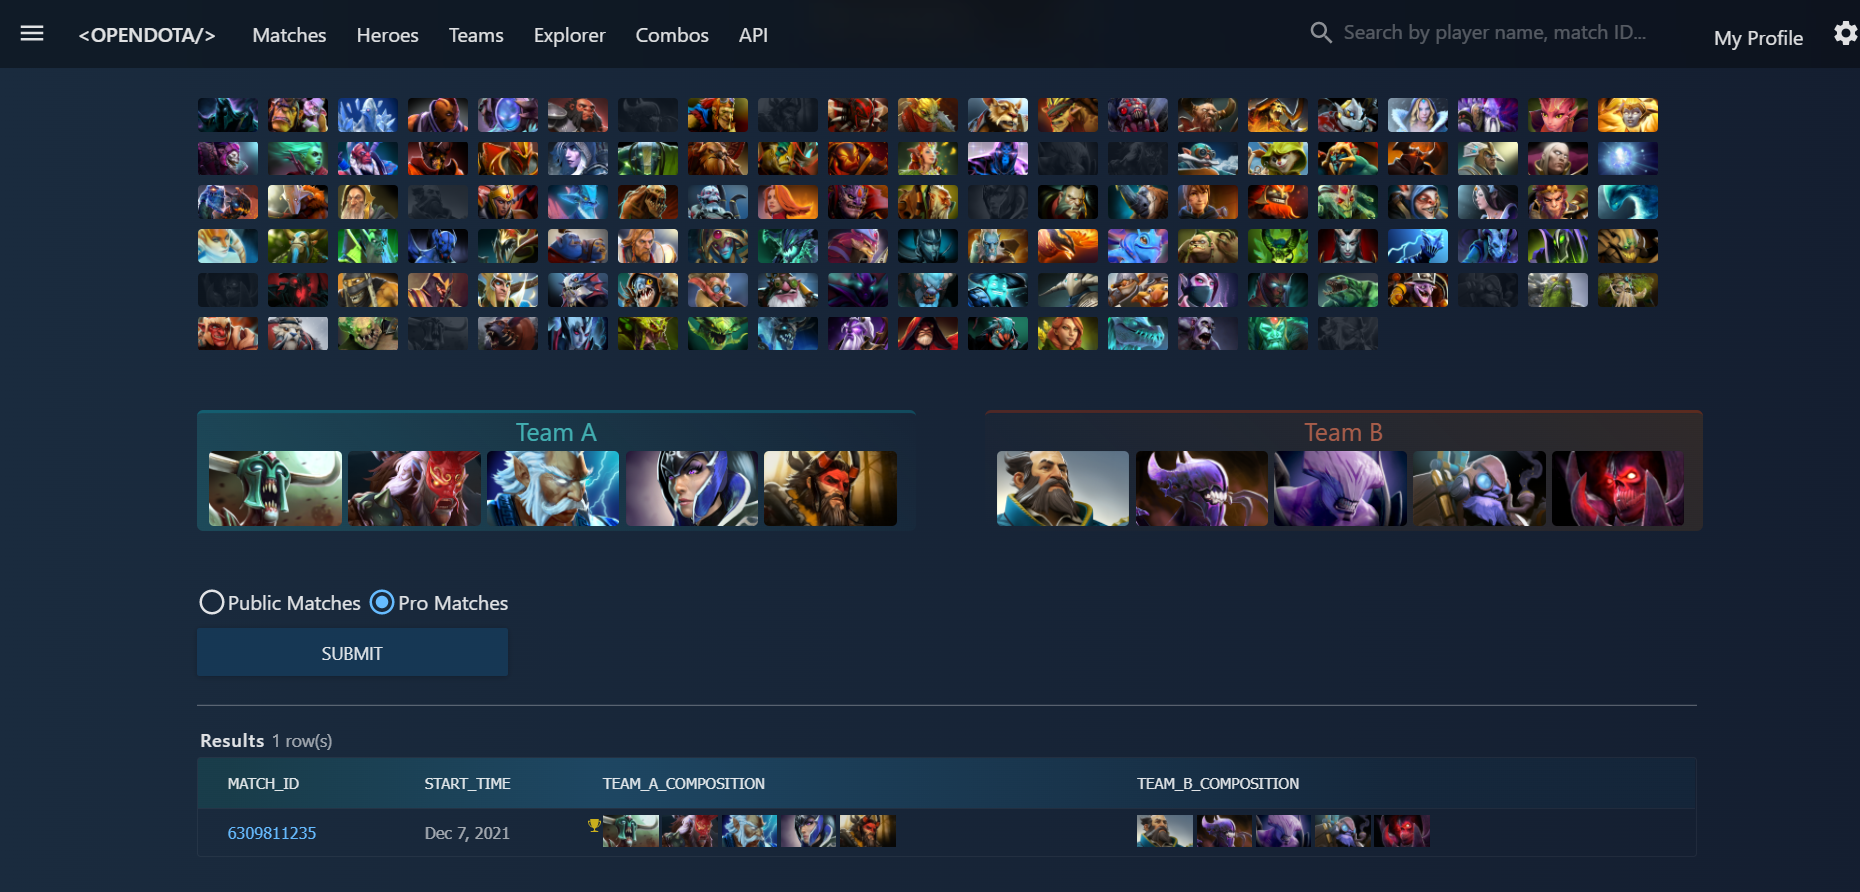 <OPENDOTA/> Matches Heroes Teams Explorer Combos API Search by player name, match ID... My Profile
Team A Team B
Public Matches Pro Matches
SUBMIT
Results 1 row(s)
MATCH_ID START_TIME TEAM_A_COMPOSITION TEAM_B_COMPOSITION
6309811235 Dec 7, 2021